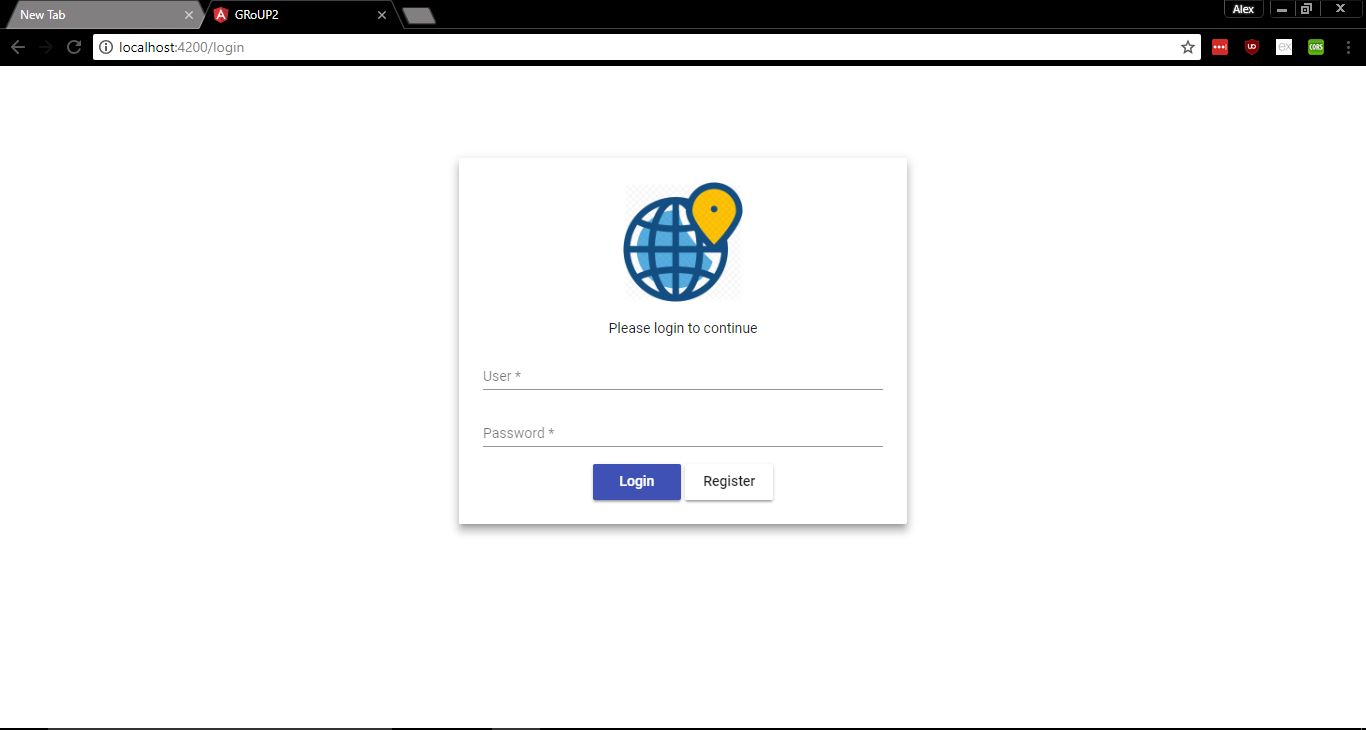 New Tab
GRoUP2
Alex
localhost:4200/login
Please login to continue
User *
Password *
Login Register